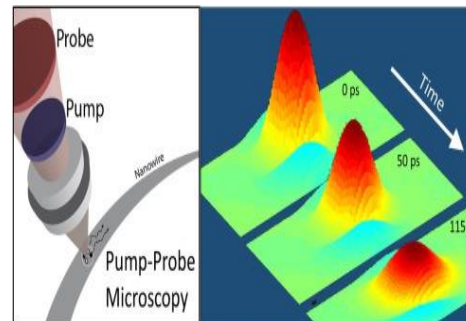 Probe
Pump
Nanowire
Pump-Probe
Microscopy
Time
0 ps
50 ps
115